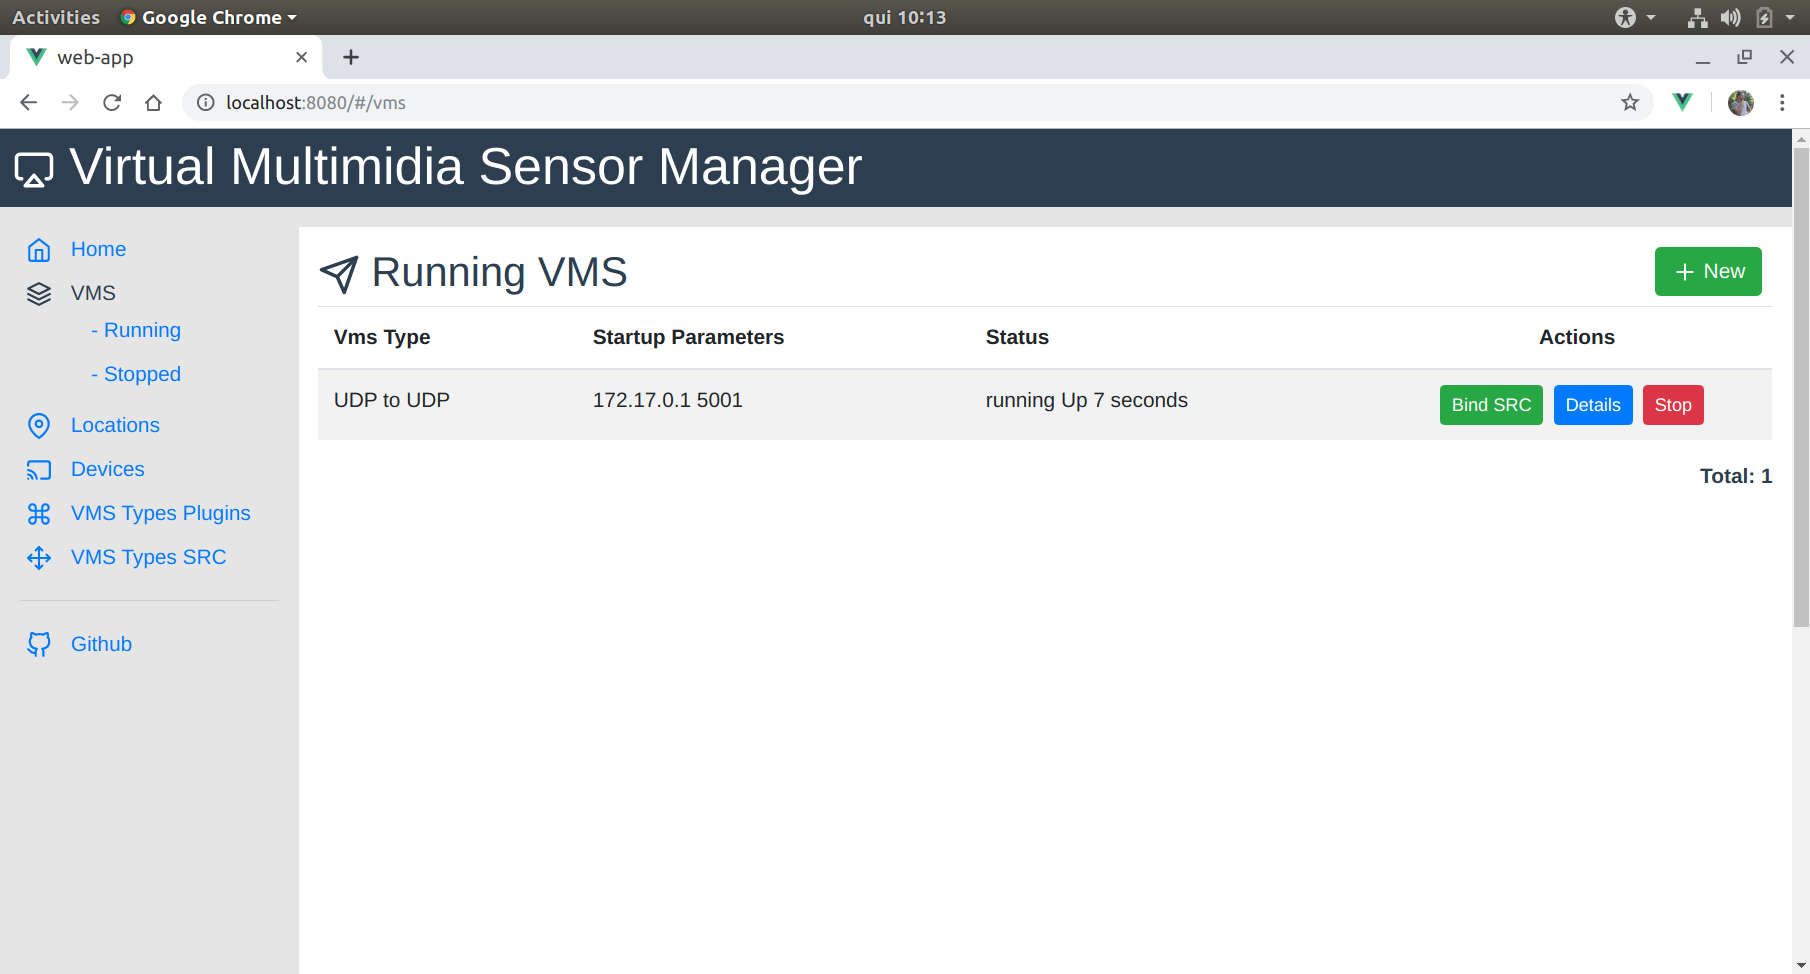 Activities Google Chrome qui 10:13
web-app
localhost:8080/#/vms
Virtual Multimidia Sensor Manager
Home
VMS
- Running
- Stopped
Locations
Devices
VMS Types Plugins
VMS Types SRC
Github
Running VMS
New
Vms Type Startup Parameters Status Actions
UDP to UDP 172.17.0.1 5001 running Up 7 seconds Bind SRC Details Stop
Total: 1